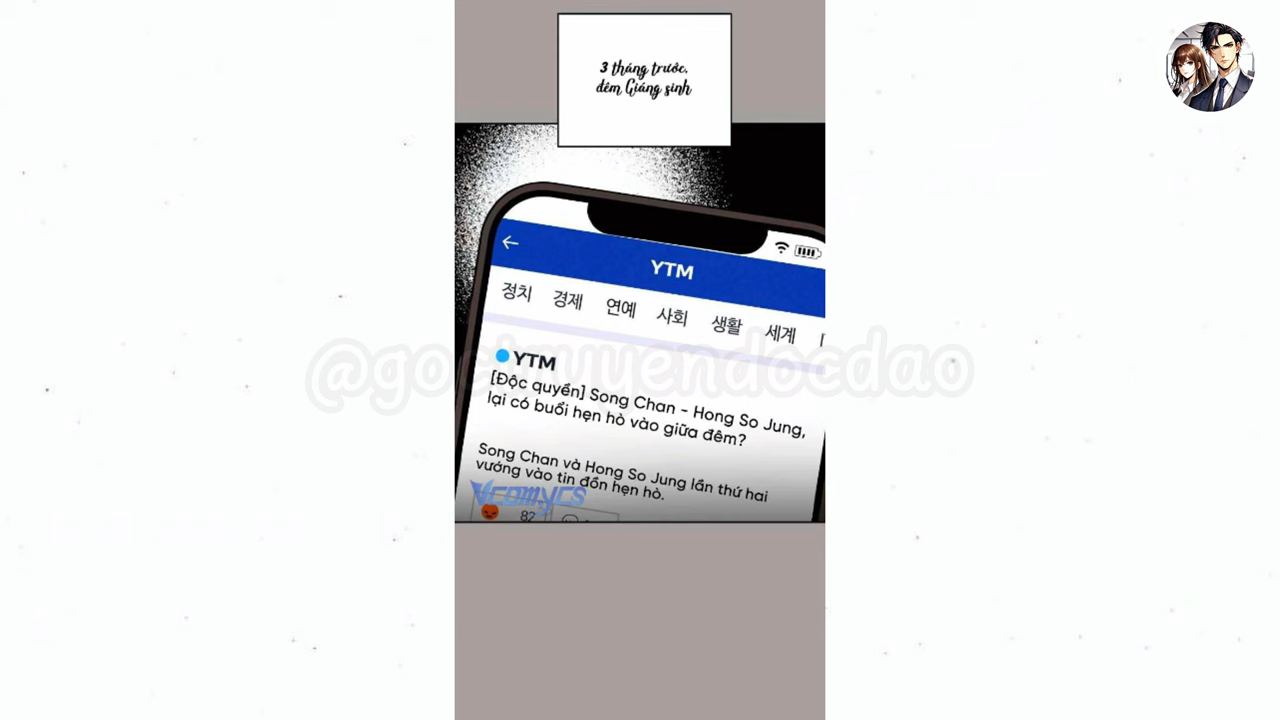 3 tháng trước,
đêm Giáng sinh
YTM
정치 경제 연예 사회 생활 세계
@goctruyendocdao
YTM
[Độc quyền] Song Chan - Hong So Jung,
lại có buổi hẹn hò vào giữa đêm?
Song Chan và Hong So Jung lần thứ hai
vướng vào tin đồn hẹn hò.
Vcomycs
82